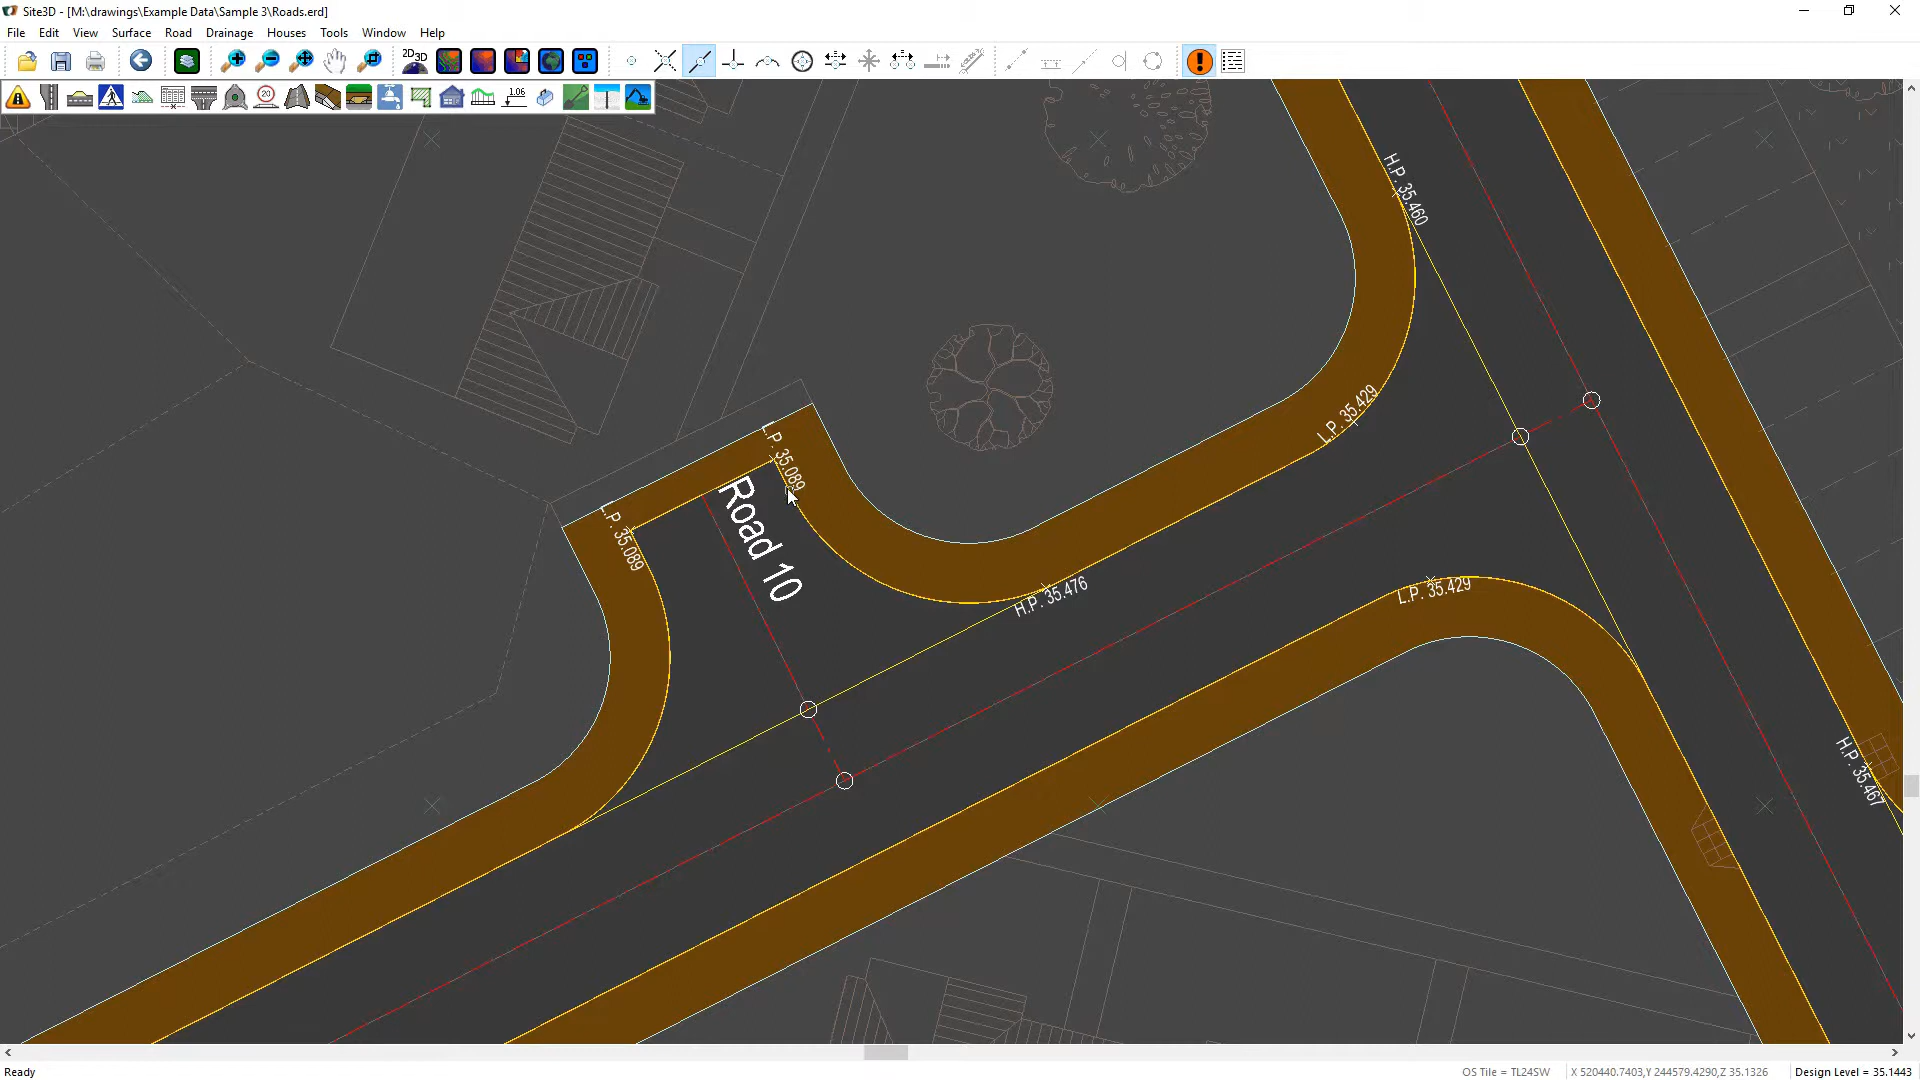 Site3D - [M:\drawings\Example Data\Sample 3\Roads.erd]
File Edit View Surface Road Drainage Houses Tools Window Help
2D3D
20
1.06
H.P. 35.460
L.P. 35.429
L.P. 35.089
L.P. 35.089
Road 10
H.P. 35.476
L.P. 35.429
H.P. 35.467
Ready
OS Tile = TL24SW
X 520440.7403,Y 244579.4290,Z 35.1326
Design Level = 35.1443